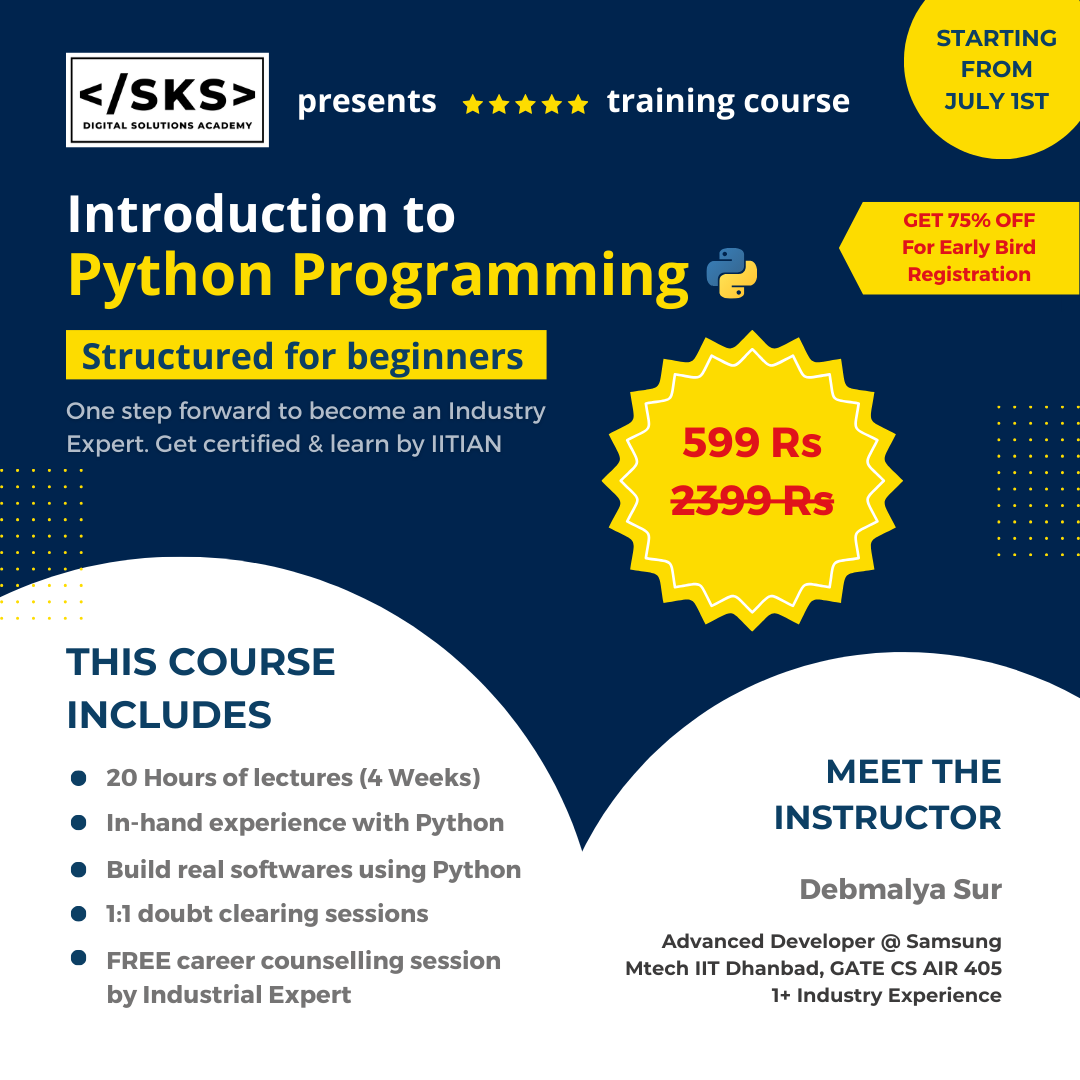 </SKS>
DIGITAL SOLUTIONS ACADEMY
presents
training course
STARTING
FROM
JULY 1ST
Introduction to
Python Programming
GET 75% OFF
For Early Bird
Registration
Structured for beginners
One step forward to become an Industry
Expert. Get certified & learn by IITIAN
599 Rs
2399 Rs
THIS COURSE
INCLUDES
20 Hours of lectures (4 Weeks)
In-hand experience with Python
Build real softwares using Python
1:1 doubt clearing sessions
FREE career counselling session
by Industrial Expert
MEET THE
INSTRUCTOR
Debmalya Sur
Advanced Developer @ Samsung
Mtech IIT Dhanbad, GATE CS AIR 405
1+ Industry Experience